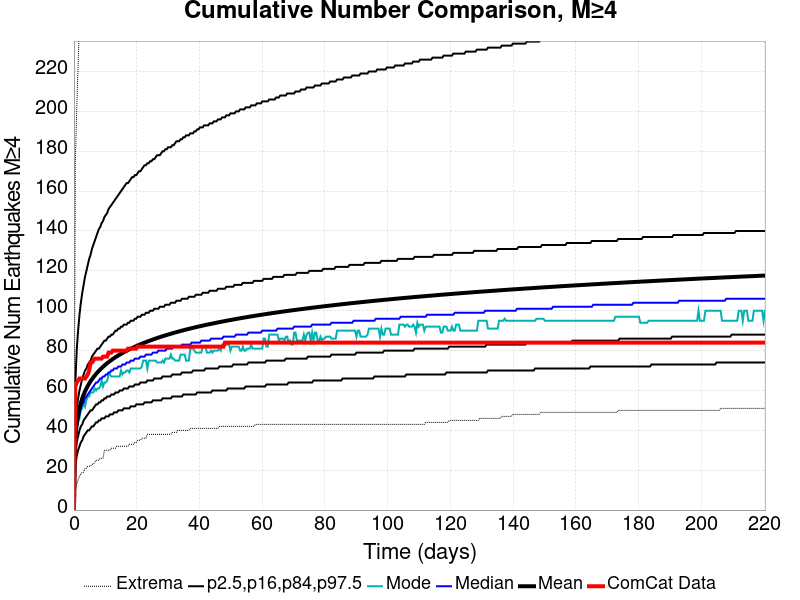 Cumulative Number Comparison, M≥4
Cumulative Num Earthquakes M≥4
220
200
180
160
140
120
100
80
60
40
20
0
0 20 40 60 80 100 120 140 160 180 200 220
Time (days)
Extrema p2.5,p16,p84,p97.5 Mode Median Mean ComCat Data